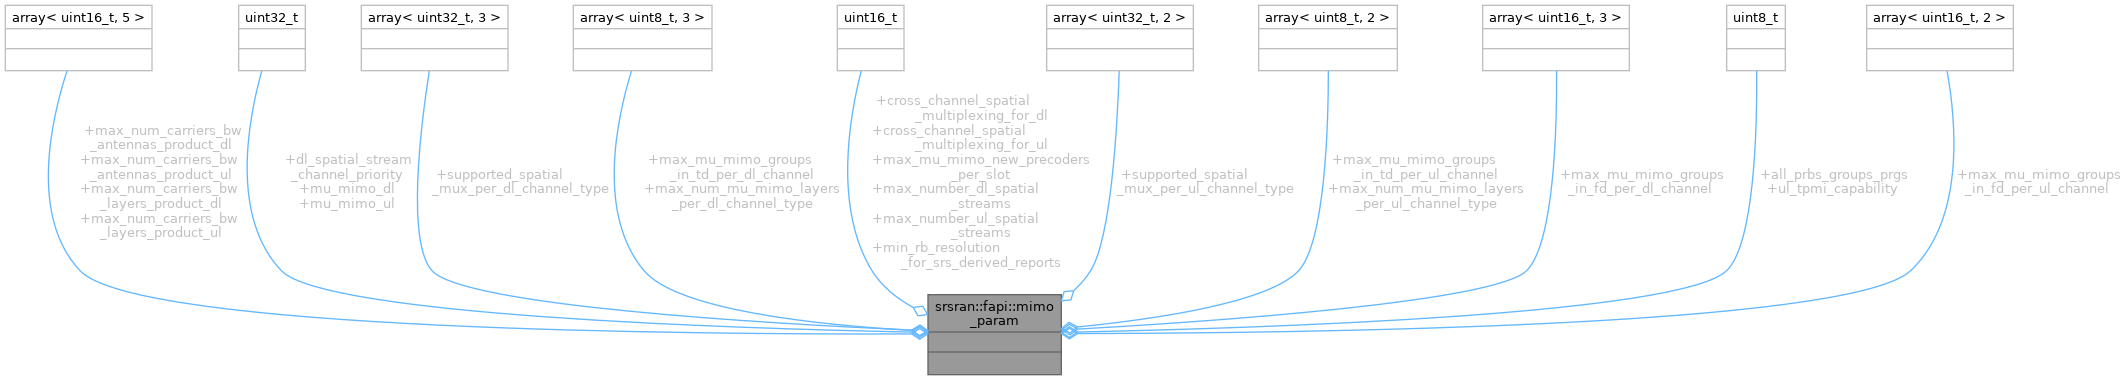 array< uint16_t, 5 >
uint32_t
array< uint32_t, 3 >
array< uint8_t, 3 >
uint16_t
array< uint32_t, 2 >
array< uint8_t, 2 >
array< uint16_t, 3 >
uint8_t
array< uint16_t, 2 >
+max_num_carriers_bw
_antennas_product_dl
+max_num_carriers_bw
_antennas_product_ul
+max_num_carriers_bw
_layers_product_dl
+max_num_carriers_bw
_layers_product_ul
+dl_spatial_stream
_channel_priority
+mu_mimo_dl
+mu_mimo_ul
+supported_spatial
_mux_per_dl_channel_type
+max_mu_mimo_groups
_in_td_per_dl_channel
+max_num_mu_mimo_layers
_per_dl_channel_type
+cross_channel_spatial
_multiplexing_for_dl
+cross_channel_spatial
_multiplexing_for_ul
+max_mu_mimo_new_precoders
_per_slot
+max_number_dl_spatial
_streams
+max_number_ul_spatial
_streams
+min_rb_resolution
_for_srs_derived_reports
+supported_spatial
_mux_per_ul_channel_type
+max_mu_mimo_groups
_in_td_per_ul_channel
+max_num_mu_mimo_layers
_per_ul_channel_type
+max_mu_mimo_groups
_in_fd_per_dl_channel
+all_prbs_groups_prgs
+ul_tpmi_capability
+max_mu_mimo_groups
_in_fd_per_ul_channel
srsran::fapi::mimo
_param